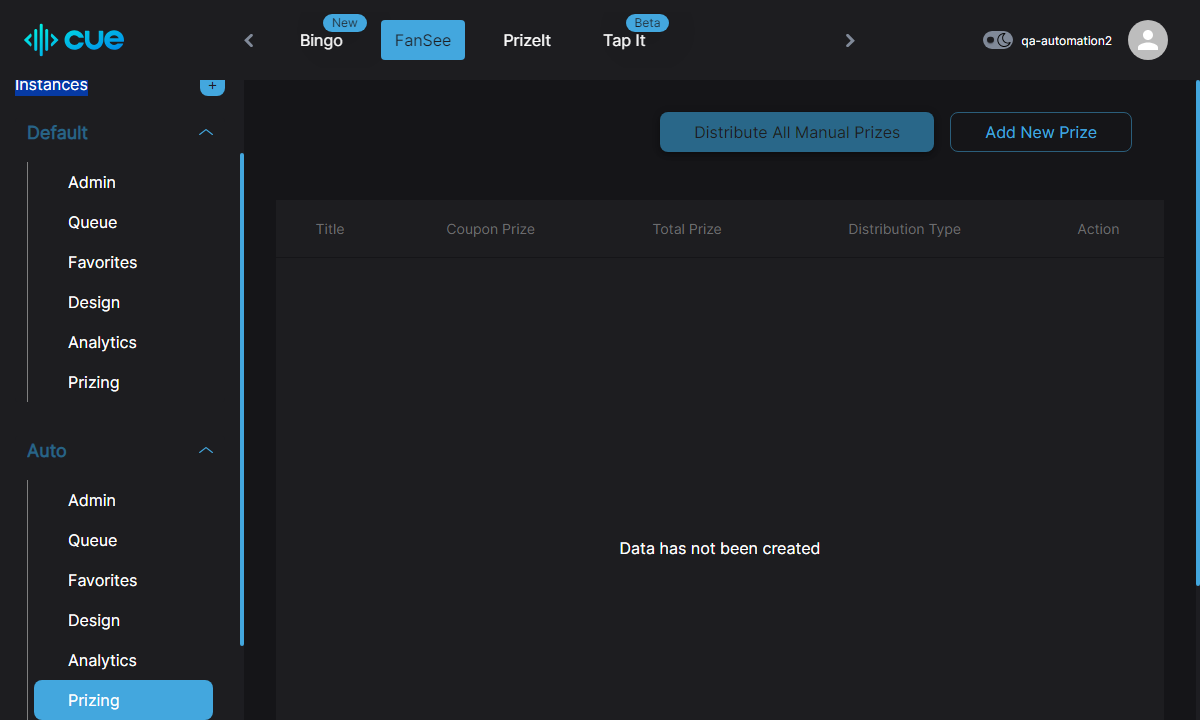 cue
New
Beta
Bingo
FanSee
PrizeIt
Tap It
qa-automation2
Instances
+
Default
Admin
Queue
Favorites
Design
Analytics
Prizing
Auto
Admin
Queue
Favorites
Design
Analytics
Prizing
Distribute All Manual Prizes
Add New Prize
Title
Coupon Prize
Total Prize
Distribution Type
Action
Data has not been created